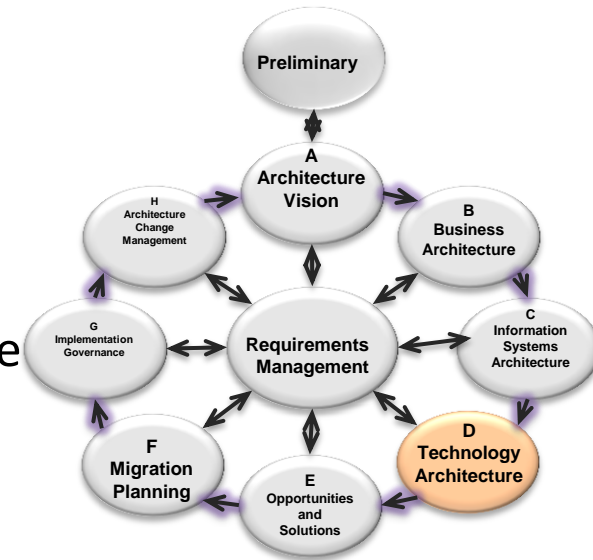 Preliminary
A
Architecture
Vision
H
Architecture
Change
Management
B
Business
Architecture
G
Implementation
Governance
e
Requirements
Management
C
Information
Systems
Architecture
F
Migration
Planning
D
Technology
Architecture
E
Opportunities
and
Solutions